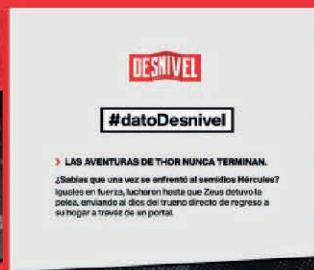 DESNIVEL
#datoDesnivel
> LAS AVENTURAS DE THOR NUNCA TERMINAN.
¿Sabías que una vez se enfrentó al semidios Hércules?
Iguales en fuerza, lucharon hasta que Zeus detuvo la
pelea, enviando al dios del trueno directo de regreso a
su hogar a través de un portal.